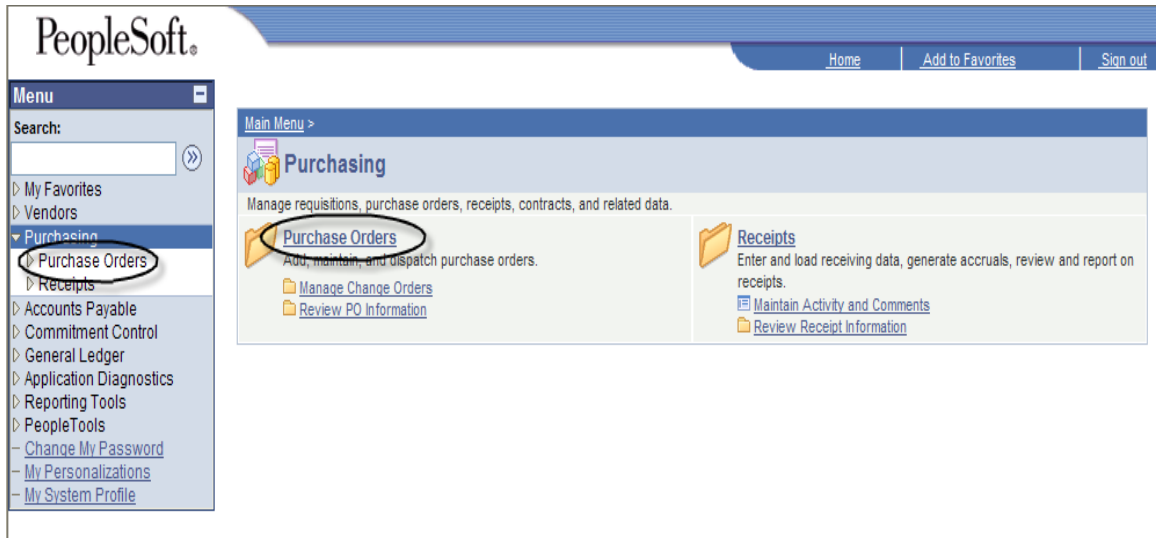 PeopleSoft®
Home
Add to Favorites
Sign out
Menu
Search:
My Favorites
Vendors
Purchasing
Purchase Orders
Receipts
Accounts Payable
Commitment Control
General Ledger
Application Diagnostics
Reporting Tools
PeopleTools
Change My Password
My Personalizations
My System Profile
Main Menu >
Purchasing
Manage requisitions, purchase orders, receipts, contracts, and related data.
Purchase Orders
Add, maintain, and dispatch purchase orders.
Manage Change Orders
Review PO Information
Receipts
Enter and load receiving data, generate accruals, review and report on
receipts.
Maintain Activity and Comments
Review Receipt Information